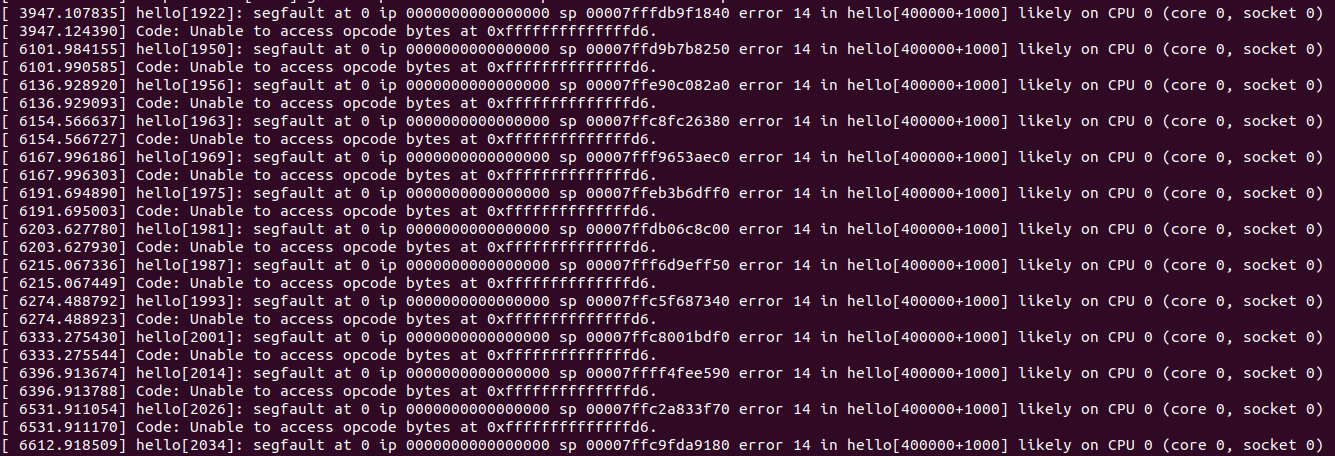 [ 3947.107835] hello[1922]: segfault at 0 ip 0000000000000000 sp 00007fffdb9f1840 error 14 in hello[400000+1000] likely on CPU 0 (core 0, socket 0)
[ 3947.124390] Code: Unable to access opcode bytes at 0xffffffffffffffd6.
[ 6101.984155] hello[1950]: segfault at 0 ip 0000000000000000 sp 00007ffd9b7b8250 error 14 in hello[400000+1000] likely on CPU 0 (core 0, socket 0)
[ 6101.990585] Code: Unable to access opcode bytes at 0xffffffffffffffd6.
[ 6136.928920] hello[1956]: segfault at 0 ip 0000000000000000 sp 00007ffe90c082a0 error 14 in hello[400000+1000] likely on CPU 0 (core 0, socket 0)
[ 6136.929093] Code: Unable to access opcode bytes at 0xffffffffffffffd6.
[ 6154.566637] hello[1963]: segfault at 0 ip 0000000000000000 sp 00007ffc8fc26380 error 14 in hello[400000+1000] likely on CPU 0 (core 0, socket 0)
[ 6154.566727] Code: Unable to access opcode bytes at 0xffffffffffffffd6.
[ 6167.996186] hello[1969]: segfault at 0 ip 0000000000000000 sp 00007fff9653aec0 error 14 in hello[400000+1000] likely on CPU 0 (core 0, socket 0)
[ 6167.996303] Code: Unable to access opcode bytes at 0xffffffffffffffd6.
[ 6191.694890] hello[1975]: segfault at 0 ip 0000000000000000 sp 00007ffeb3b6dff0 error 14 in hello[400000+1000] likely on CPU 0 (core 0, socket 0)
[ 6191.695003] Code: Unable to access opcode bytes at 0xffffffffffffffd6.
[ 6203.627780] hello[1981]: segfault at 0 ip 0000000000000000 sp 00007ffdb06c8c00 error 14 in hello[400000+1000] likely on CPU 0 (core 0, socket 0)
[ 6203.627930] Code: Unable to access opcode bytes at 0xffffffffffffffd6.
[ 6215.067336] hello[1987]: segfault at 0 ip 0000000000000000 sp 00007fff6d9eff50 error 14 in hello[400000+1000] likely on CPU 0 (core 0, socket 0)
[ 6215.067449] Code: Unable to access opcode bytes at 0xffffffffffffffd6.
[ 6274.488792] hello[1993]: segfault at 0 ip 0000000000000000 sp 00007ffc5f687340 error 14 in hello[400000+1000] likely on CPU 0 (core 0, socket 0)
[ 6274.488923] Code: Unable to access opcode bytes at 0xffffffffffffffd6.
[ 6333.275430] hello[2001]: segfault at 0 ip 0000000000000000 sp 00007ffc8001bdf0 error 14 in hello[400000+1000] likely on CPU 0 (core 0, socket 0)
[ 6333.275544] Code: Unable to access opcode bytes at 0xffffffffffffffd6.
[ 6396.913674] hello[2014]: segfault at 0 ip 0000000000000000 sp 00007ffff4fee590 error 14 in hello[400000+1000] likely on CPU 0 (core 0, socket 0)
[ 6396.913788] Code: Unable to access opcode bytes at 0xffffffffffffffd6.
[ 6531.911054] hello[2026]: segfault at 0 ip 0000000000000000 sp 00007ffc2a833f70 error 14 in hello[400000+1000] likely on CPU 0 (core 0, socket 0)
[ 6531.911170] Code: Unable to access opcode bytes at 0xffffffffffffffd6.
[ 6612.918509] hello[2034]: segfault at 0 ip 0000000000000000 sp 00007ffc9fda9180 error 14 in hello[400000+1000] likely on CPU 0 (core 0, socket 0)